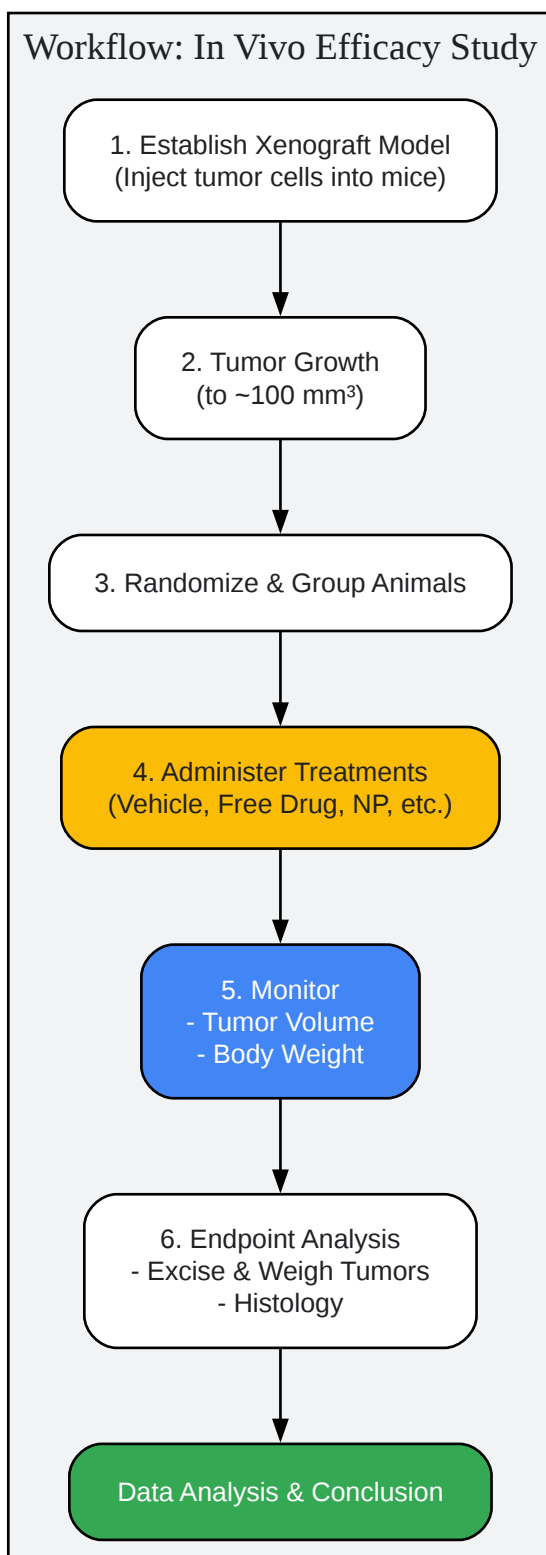 Workflow: In Vivo Efficacy Study
1. Establish Xenograft Model
(Inject tumor cells into mice)
2. Tumor Growth
(to ~100 mm³)
3. Randomize & Group Animals
4. Administer Treatments
(Vehicle, Free Drug, NP, etc.)
5. Monitor
- Tumor Volume
- Body Weight
6. Endpoint Analysis
- Excise & Weigh Tumors
- Histology
Data Analysis & Conclusion